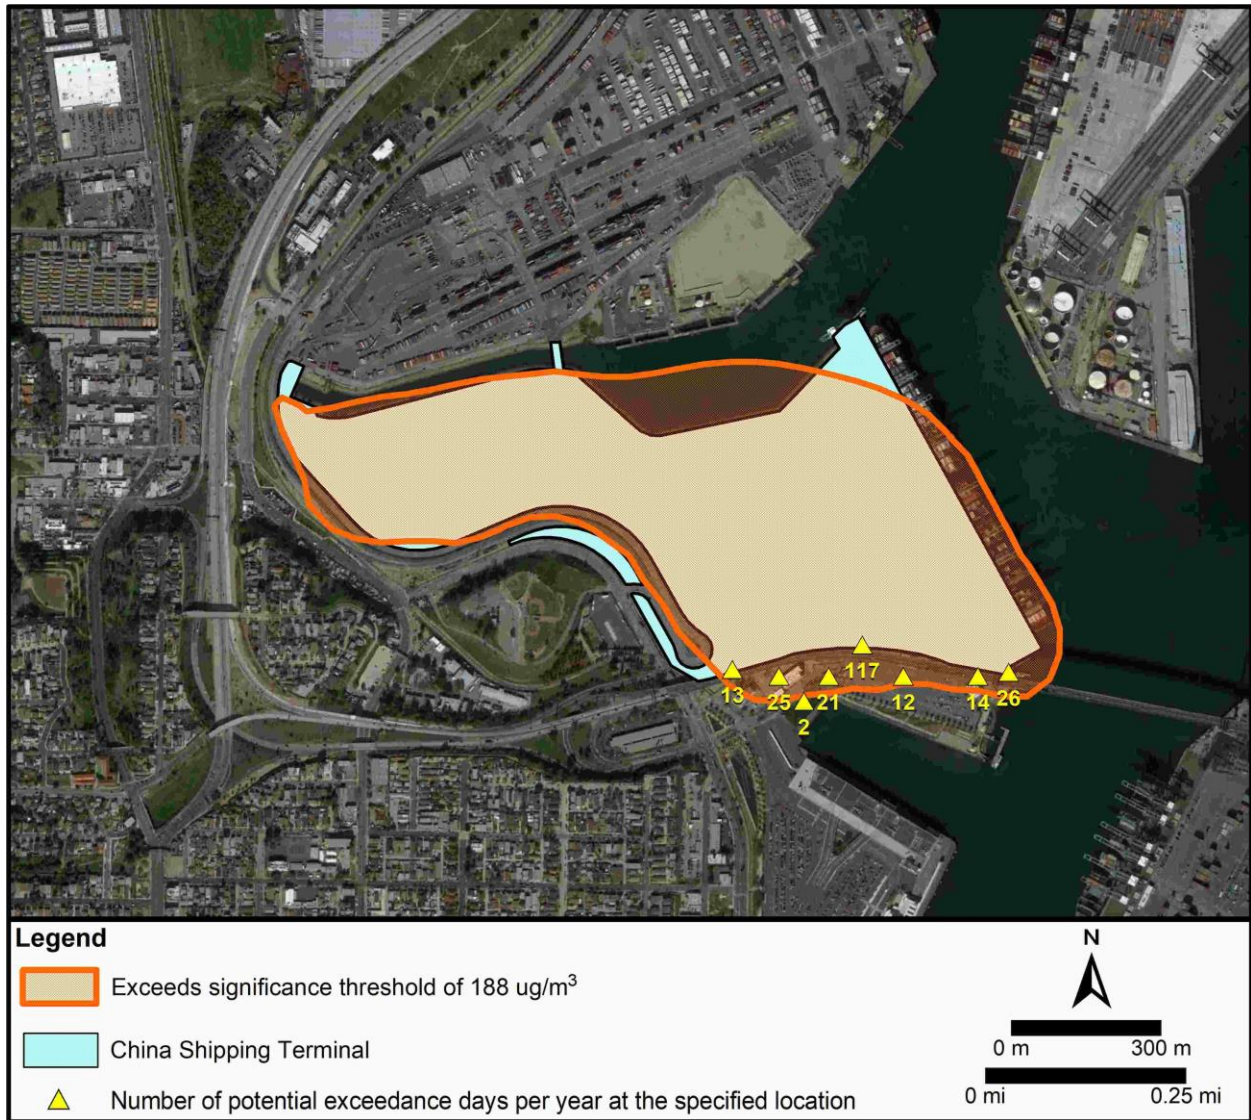 117
13
25
21
12
14
26
2
Legend
Exceeds significance threshold of 188 ug/m³
China Shipping Terminal
Number of potential exceedance days per year at the specified location
N
0 m 300 m
0 mi 0.25 mi